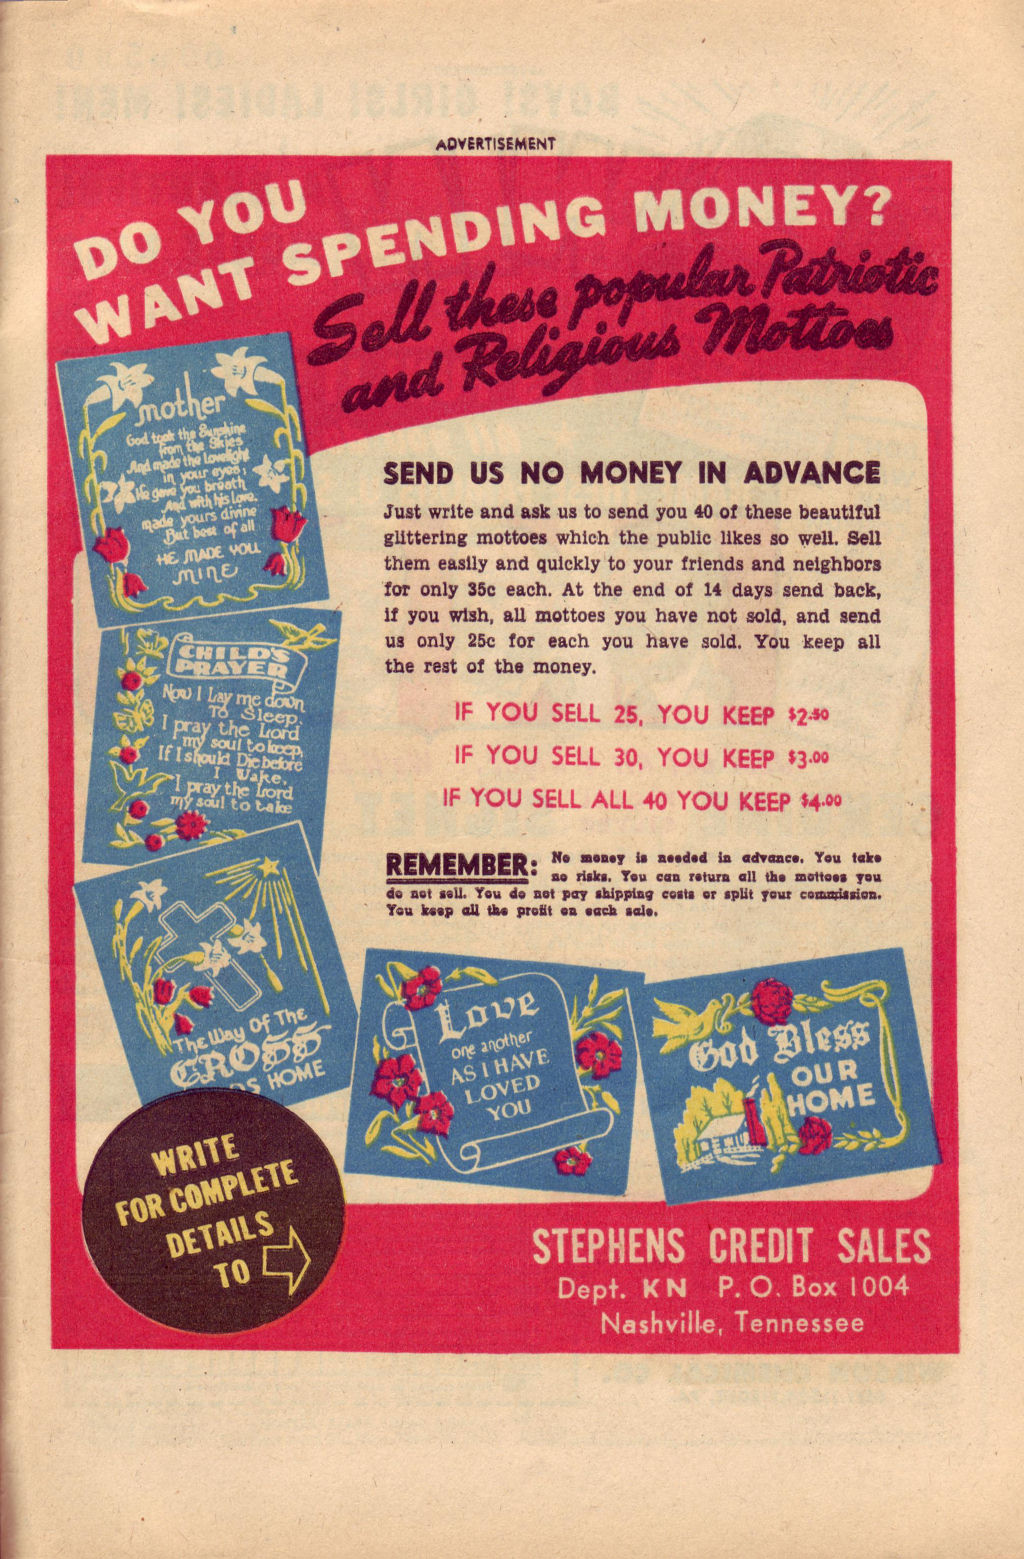 ADVERTISEMENT
DO YOU
WANT SPENDING MONEY?
Sell these popular Patriotic
and Religious Mottoes
mother
God took the Sunshine
from the Skies
And made the Lovelight
in your eyes;
He gave you breath
And with his Love.
made yours divine
But best of all
HE MADE YOU
MINE
CHILD'S
PRAYER
Now I Lay me down
To Sleep.
I pray the Lord
my soul to keep,
If I should Die before
I Wake,
I pray the Lord
my soul to take
The Way Of The
CROSS
DS HOME
SEND US NO MONEY IN ADVANCE
Just write and ask us to send you 40 of these beautiful
glittering mottoes which the public likes so well. Sell
them easily and quickly to your friends and neighbors
for only 35c each. At the end of 14 days send back,
if you wish, all mottoes you have not sold, and send
us only 25c for each you have sold. You keep all
the rest of the money.
IF YOU SELL 25, YOU KEEP $2.50
IF YOU SELL 30, YOU KEEP $3.00
IF YOU SELL ALL 40 YOU KEEP $4.00
REMEMBER: No money is needed in advance. You take
no risks. You can return all the mottoes you
do not sell. You do not pay shipping costs or split your commission.
You keep all the profit on each sale.
Love
one another
AS I HAVE
LOVED
YOU
God Bless
OUR
HOME
WRITE
FOR COMPLETE
DETAILS
TO
STEPHENS CREDIT SALES
Dept. KN P. O. Box 1004
Nashville, Tennessee